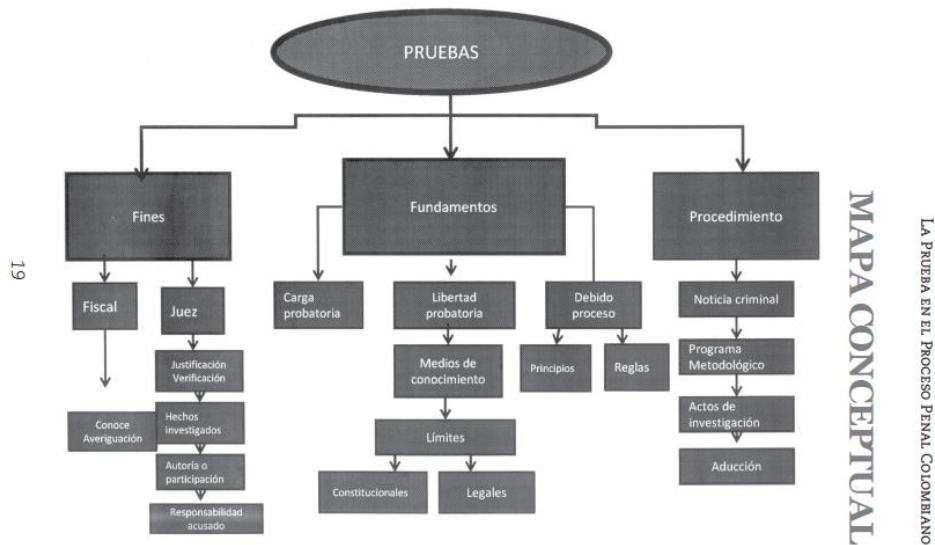 LA PRUEBA EN EL PROCESO PENAL COLOMBIANO
MAPA CONCEPTUAL
PRUEBAS
Fines
Fundamentos
Procedimiento
Fiscal
Juez
Conoce
Averiguación
Justificación
Verificación
Hechos
investigados
Autoría o
participación
Responsabilidad
acusado
Carga
probatoria
Libertad
probatoria
Debido
proceso
Medios de
conocimiento
Límites
Constitucionales
Legales
Principios
Reglas
Noticia criminal
Programa
Metodológico
Actos de
investigación
Aducción
19